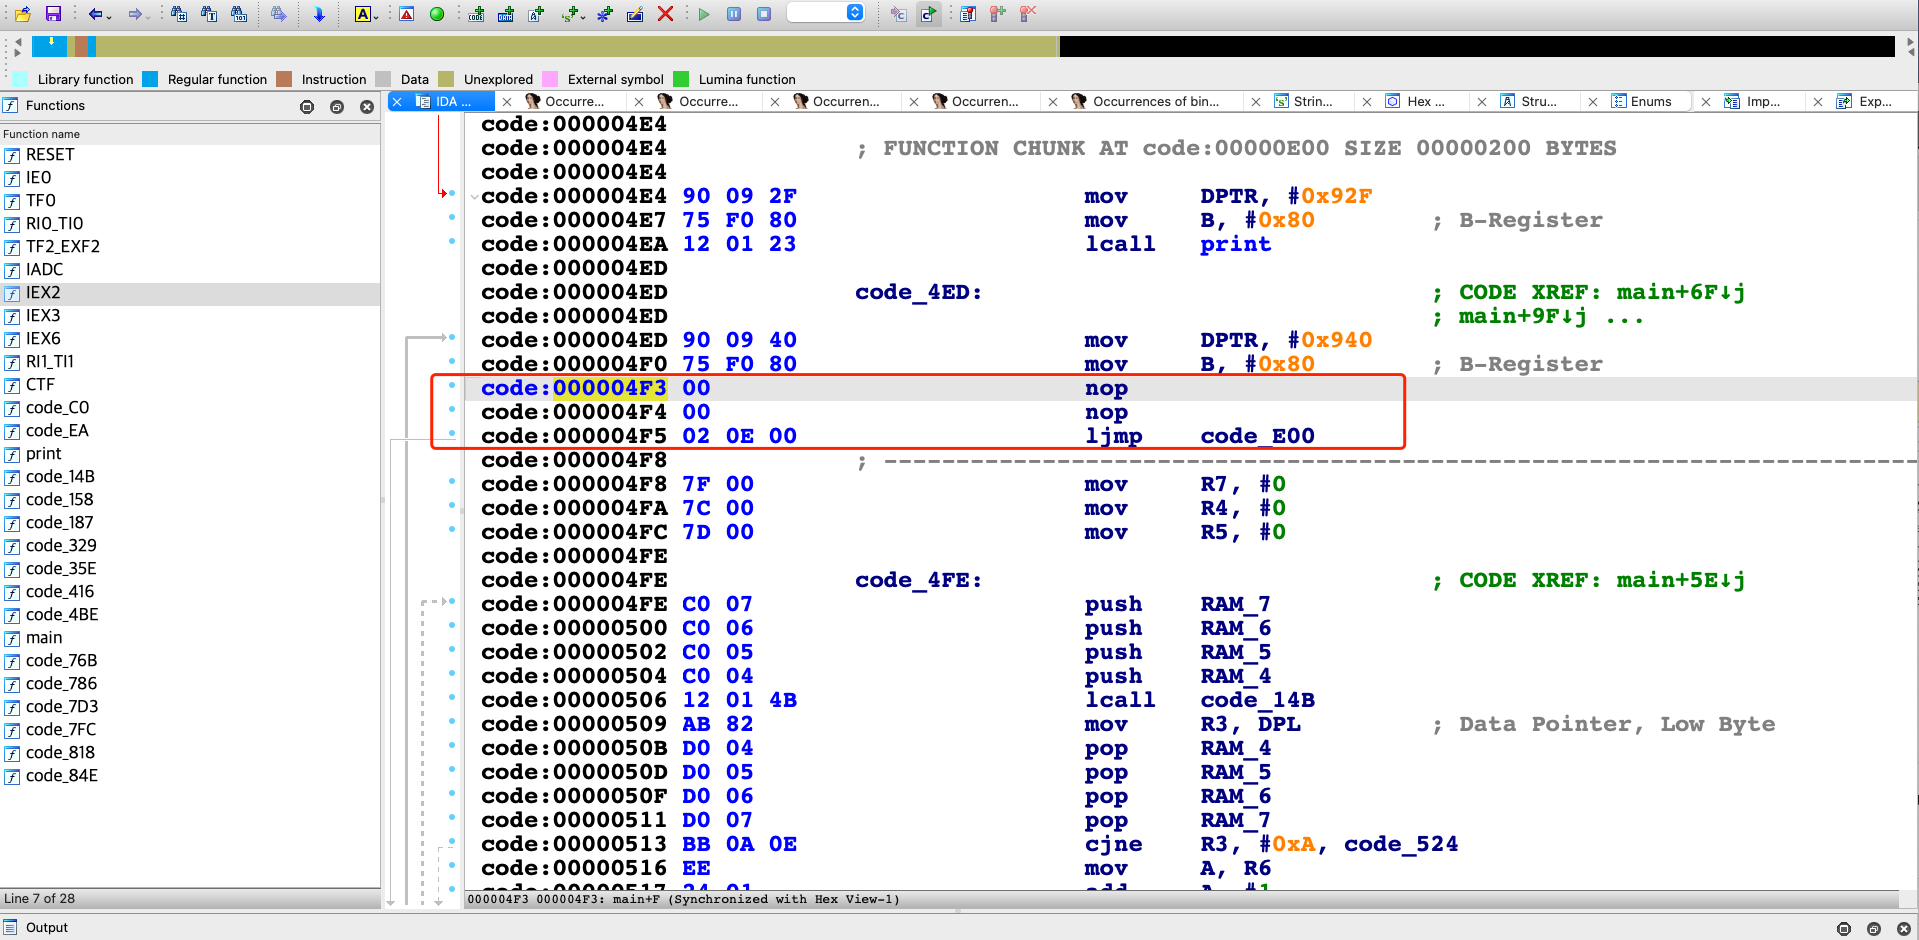 Library function Regular function Instruction Data Unexplored External symbol Lumina function
Functions
IDA ... Occurre... Occurre... Occurren... Occurren... Occurrences of bin... Strin... Hex ... Stru... Enums Imp... Exp...
Function name
RESET
IE0
TF0
RI0_TI0
TF2_EXF2
IADC
IEX2
IEX3
IEX6
RI1_TI1
CTF
code_C0
code_EA
print
code_14B
code_158
code_187
code_329
code_35E
code_416
code_4BE
main
code_76B
code_786
code_7D3
code_7FC
code_818
code_84E
Line 7 of 28
code:000004E4
code:000004E4 ; FUNCTION CHUNK AT code:00000E00 SIZE 00000200 BYTES
code:000004E4
code:000004E4 90 09 2F mov DPTR, #0x92F
code:000004E7 75 F0 80 mov B, #0x80 ; B-Register
code:000004EA 12 01 23 lcall print
code:000004ED
code:000004ED code_4ED: ; CODE XREF: main+6F↓j
code:000004ED ; main+9F↓j ...
code:000004ED 90 09 40 mov DPTR, #0x940
code:000004F0 75 F0 80 mov B, #0x80 ; B-Register
code:000004F3 00 nop
code:000004F4 00 nop
code:000004F5 02 0E 00 ljmp code_E00
code:000004F8 ; ---------------------------------------------------------------------------
code:000004F8 7F 00 mov R7, #0
code:000004FA 7C 00 mov R4, #0
code:000004FC 7D 00 mov R5, #0
code:000004FE
code:000004FE code_4FE: ; CODE XREF: main+5E↓j
code:000004FE C0 07 push RAM_7
code:00000500 C0 06 push RAM_6
code:00000502 C0 05 push RAM_5
code:00000504 C0 04 push RAM_4
code:00000506 12 01 4B lcall code_14B
code:00000509 AB 82 mov R3, DPL ; Data Pointer, Low Byte
code:0000050B D0 04 pop RAM_4
code:0000050D D0 05 pop RAM_5
code:0000050F D0 06 pop RAM_6
code:00000511 D0 07 pop RAM_7
code:00000513 BB 0A 0E cjne R3, #0xA, code_524
code:00000516 EE mov A, R6
code:00000517 24 01 add A, #1
000004F3 000004F3: main+F (Synchronized with Hex View-1)
Output